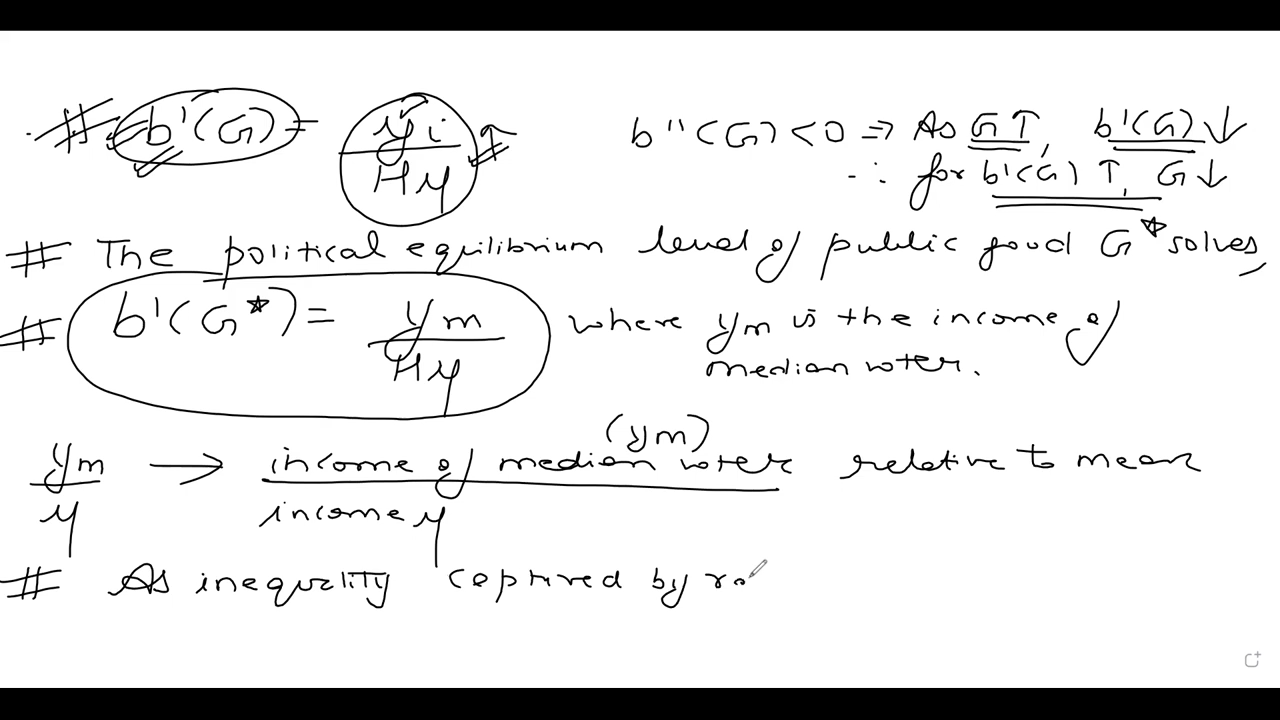 # b'(G) = yi/Hy ↑ b''(G) < 0 ⇒ As G ↑, b'(G) ↓
∴ for b'(G) ↑, G ↓
# The political equilibrium level of public good G* solves,
# b'(G*) = ym/Hy where ym is the income of
median voter.
(ym)
ym/y → income of median voter relative to mean
income y
# As inequality captured by ra